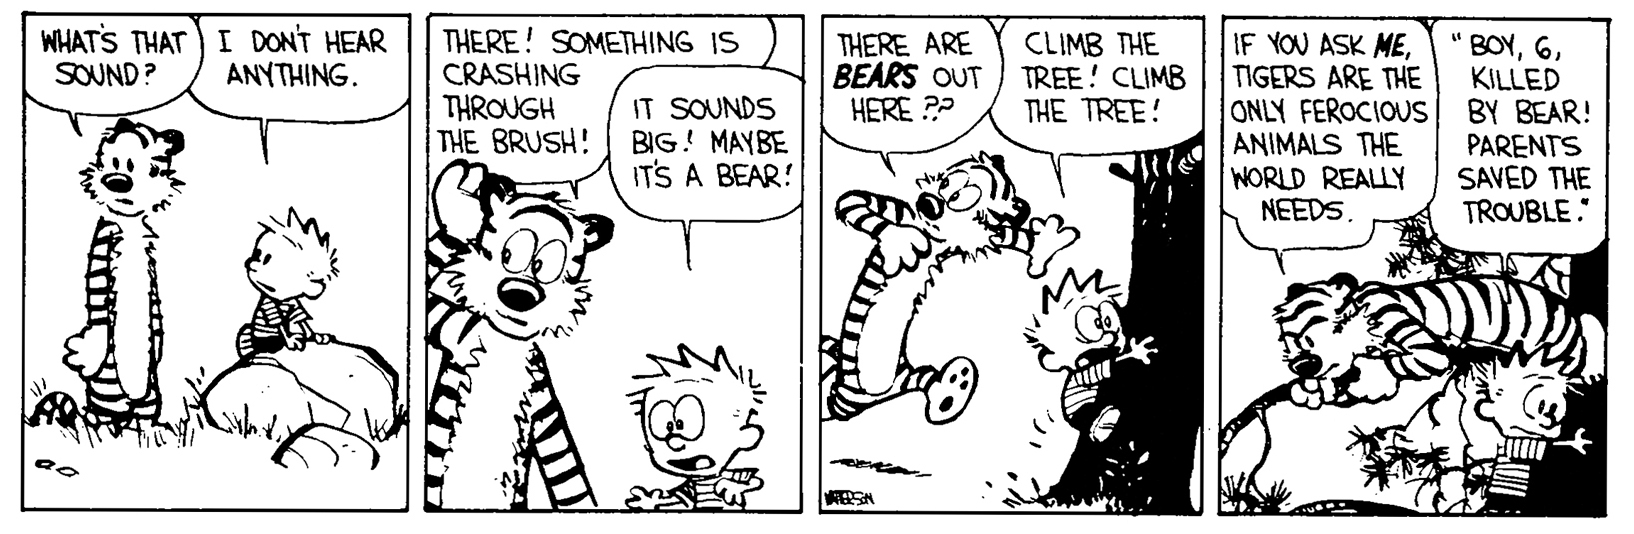 WHAT'S THAT
SOUND?
I DON'T HEAR
ANYTHING.
THERE! SOMETHING IS
CRASHING
THROUGH
THE BRUSH!
IT SOUNDS
BIG! MAYBE
IT'S A BEAR!
THERE ARE
BEARS OUT
HERE??
CLIMB THE
TREE! CLIMB
THE TREE!
WATTERSON
IF YOU ASK ME,
TIGERS ARE THE
ONLY FEROCIOUS
ANIMALS THE
WORLD REALLY
NEEDS.
"BOY, 6,
KILLED
BY BEAR!
PARENTS
SAVED THE
TROUBLE."